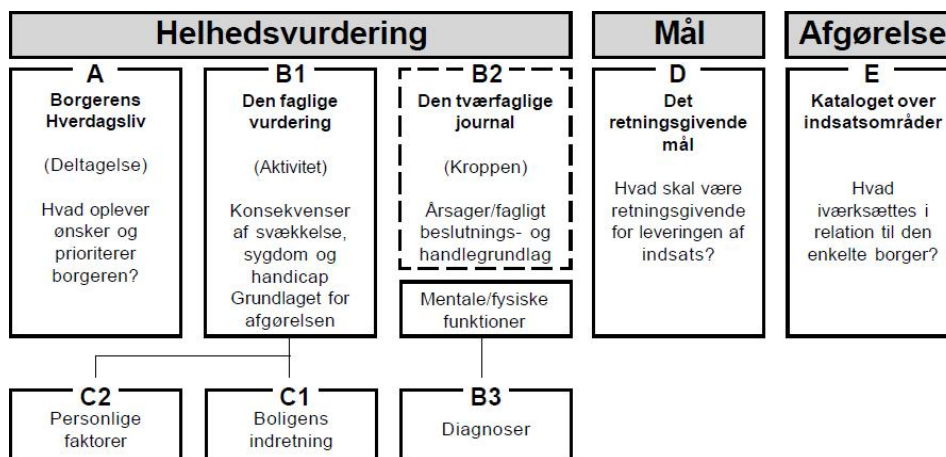 Helhedsvurdering
Mål
Afgørelse
A
Borgerens
Hverdagsliv
(Deltagelse)
Hvad oplever
ønsker og
prioriterer
borgeren?
B1
Den faglige
vurdering
(Aktivitet)
Konsekvenser
af svækkelse,
sygdom og
handicap
Grundlaget for
afgørelsen
B2
Den tværfaglige
journal
(Kroppen)
Årsager/fagligt
beslutnings- og
handlegrundlag
Mentale/fysiske
funktioner
D
Det
retningsgivende
mål
Hvad skal være
retningsgivende
for leveringen af
indsats?
E
Kataloget over
indsatsområder
Hvad
iværksættes i
relation til den
enkelte borger?
C2
Personlige
faktorer
C1
Boligens
indretning
B3
Diagnoser